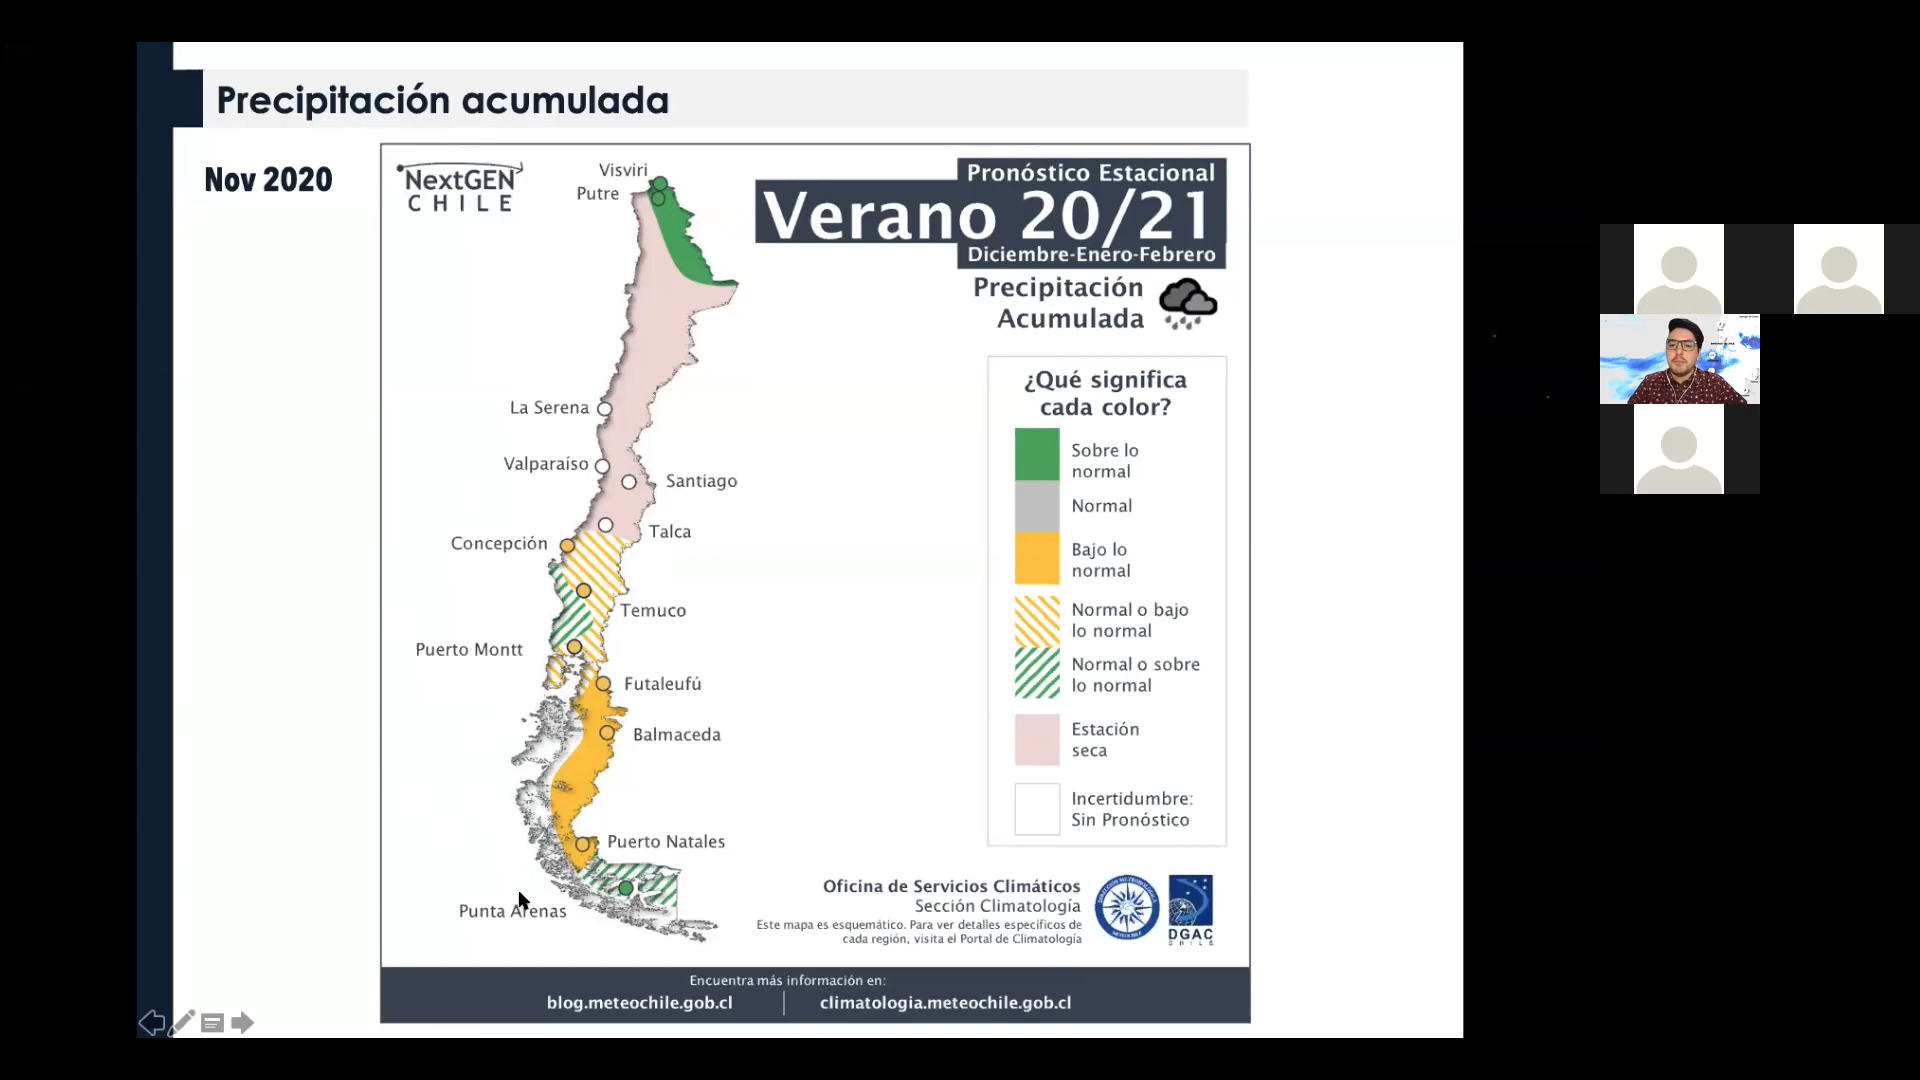 Precipitación acumulada
Nov 2020
NextGEN
CHILE
Visviri
Putre
Pronóstico Estacional
Verano 20/21
Diciembre-Enero-Febrero
Precipitación
Acumulada
¿Qué significa
cada color?
Sobre lo
normal
Normal
Bajo lo
normal
Normal o bajo
lo normal
Normal o sobre
lo normal
Estación
seca
Incertidumbre:
Sin Pronóstico
La Serena
Valparaíso
Santiago
Talca
Concepción
Temuco
Puerto Montt
Futaleufú
Balmaceda
Puerto Natales
Punta Arenas
Oficina de Servicios Climáticos
Sección Climatología
Este mapa es esquemático. Para ver detalles específicos de
cada región, visita el Portal de Climatología
DGAC
CHILE
Encuentra más información en:
blog.meteochile.gob.cl
climatologia.meteochile.gob.cl